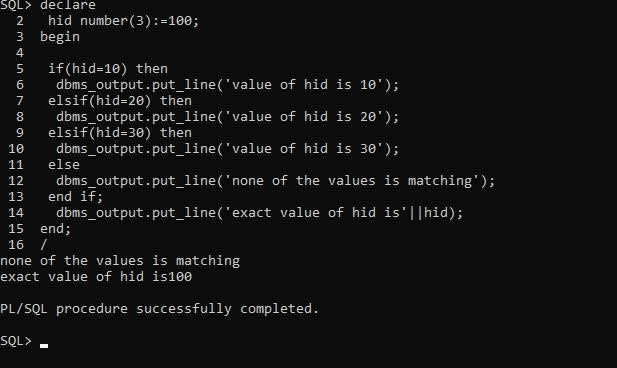 SQL> declare
  2   hid number(3):=100;
  3  begin
  4
  5   if(hid=10) then
  6    dbms_output.put_line('value of hid is 10');
  7   elsif(hid=20) then
  8    dbms_output.put_line('value of hid is 20');
  9   elsif(hid=30) then
 10    dbms_output.put_line('value of hid is 30');
 11   else
 12    dbms_output.put_line('none of the values is matching');
 13   end if;
 14    dbms_output.put_line('exact value of hid is'||hid);
 15  end;
 16  /
none of the values is matching
exact value of hid is100
PL/SQL procedure successfully completed.
SQL>